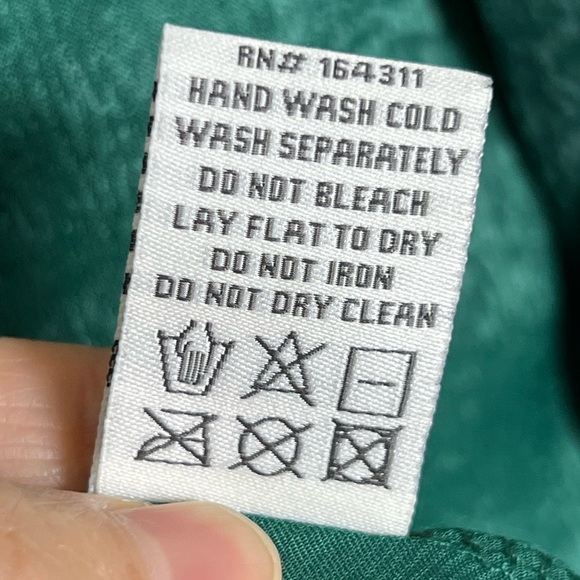 RN# 164311
HAND WASH COLD
WASH SEPARATELY
DO NOT BLEACH
LAY FLAT TO DRY
DO NOT IRON
DO NOT DRY CLEAN